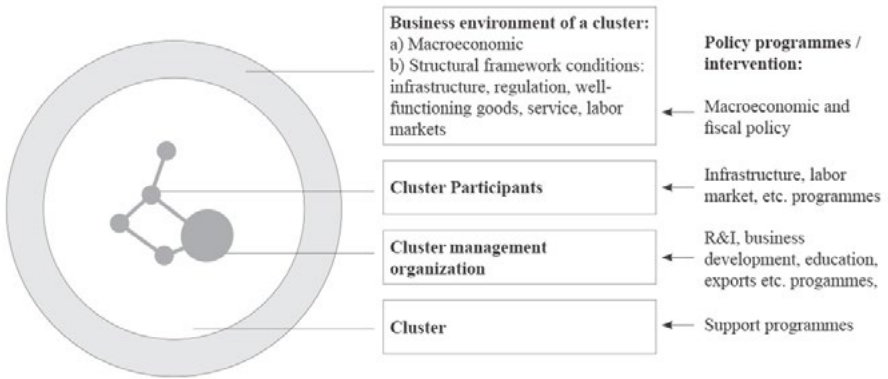 Business environment of a cluster:
a) Macroeconomic
b) Structural framework conditions:
infrastructure, regulation, well-
functioning goods, service, labor
markets
Cluster Participants
Cluster management
organization
Cluster
Policy programmes /
intervention:
Macroeconomic and
fiscal policy
Infrastructure, labor
market, etc. programmes
R&I, business
development, education,
exports etc. progammes,
Support programmes